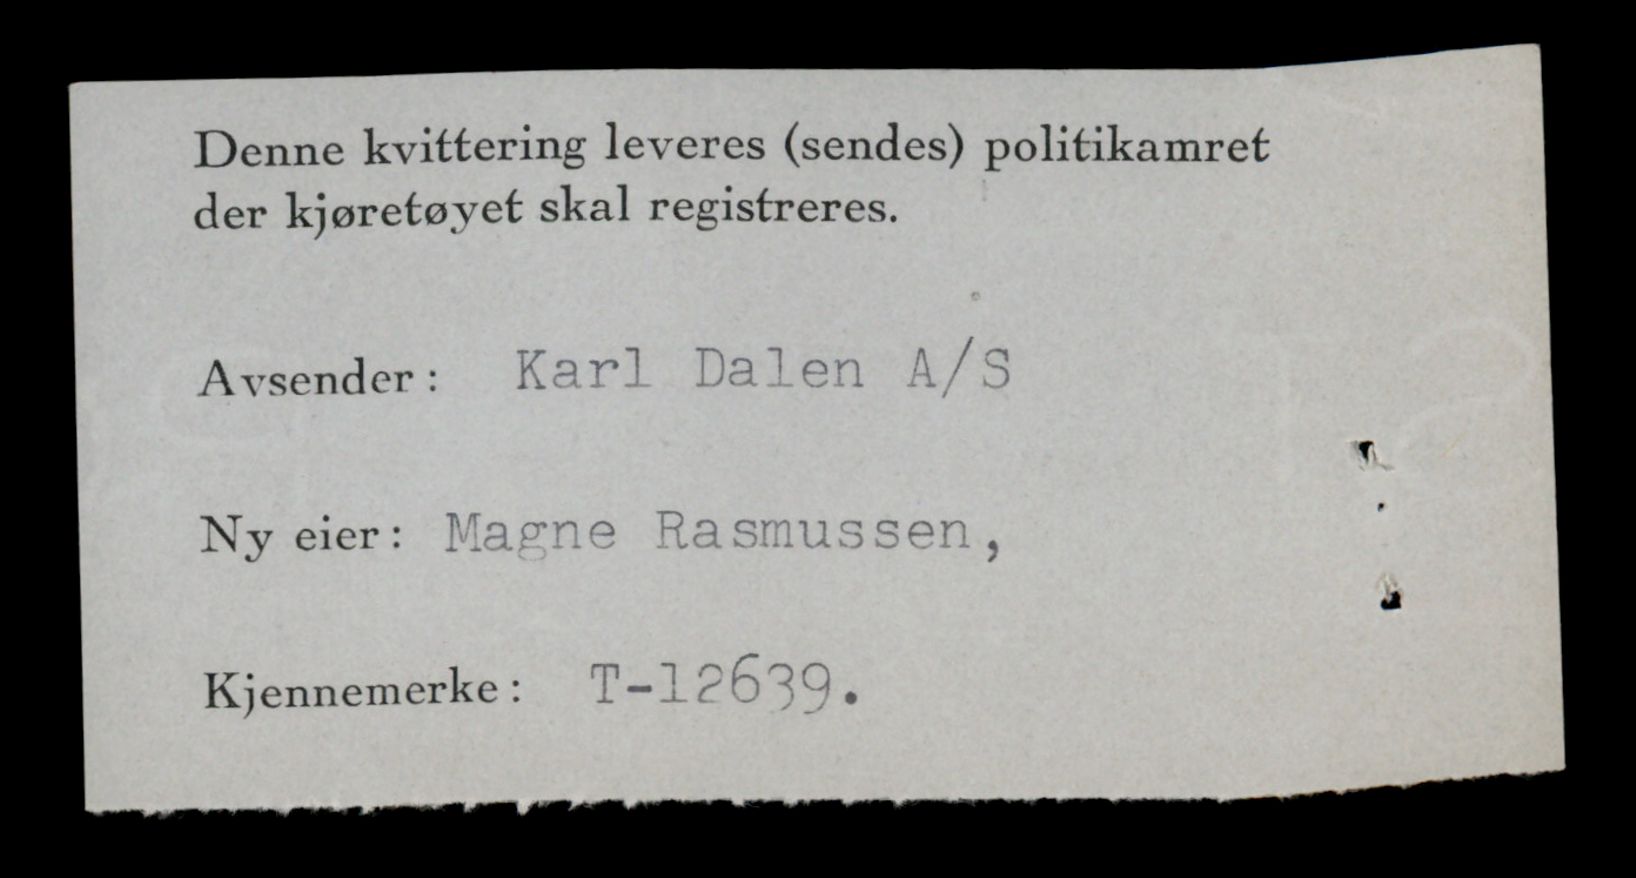 Denne kvittering leveres (sendes) politikamret
der kjøretøyet skal registreres.
Avsender: Karl Dalen A/S
Ny eier: Magne Rasmussen,
Kjennemerke: T-12639.